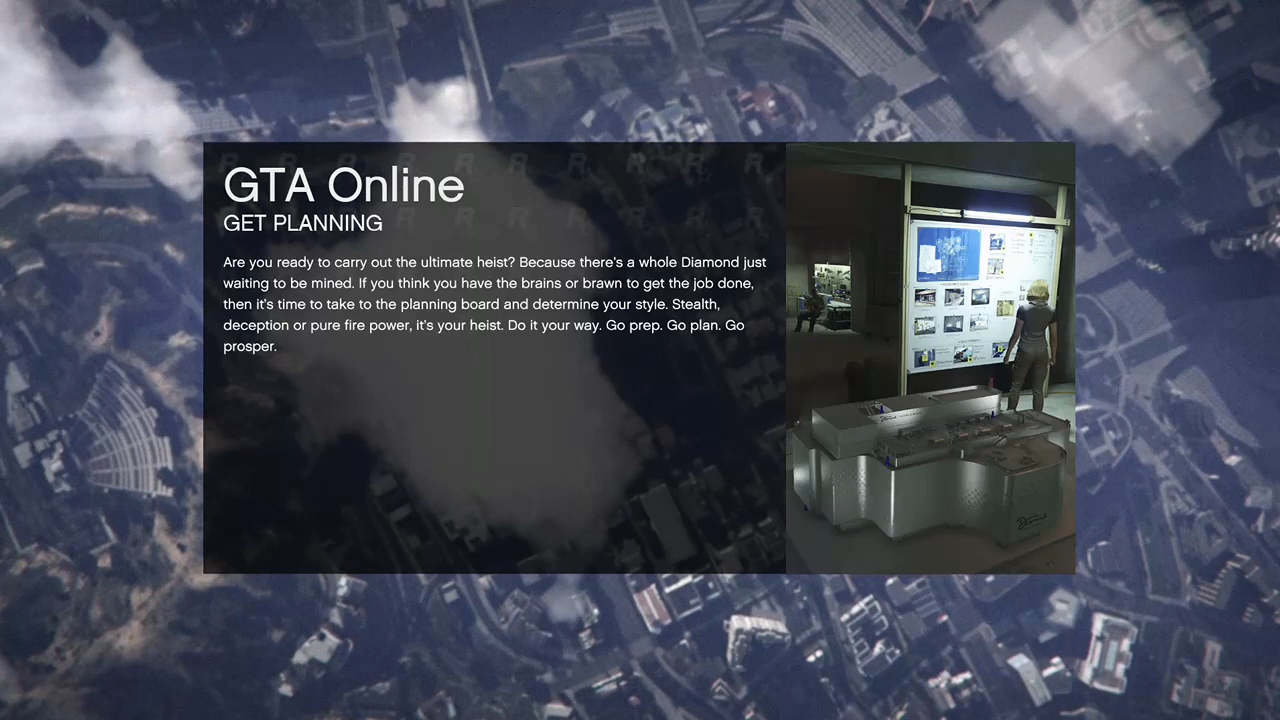 GTA Online
GET PLANNING
Are you ready to carry out the ultimate heist? Because there's a whole Diamond just
waiting to be mined. If you think you have the brains or brawn to get the job done,
then it's time to take to the planning board and determine your style. Stealth,
deception or pure fire power, it's your heist. Do it your way. Go prep. Go plan. Go
prosper.